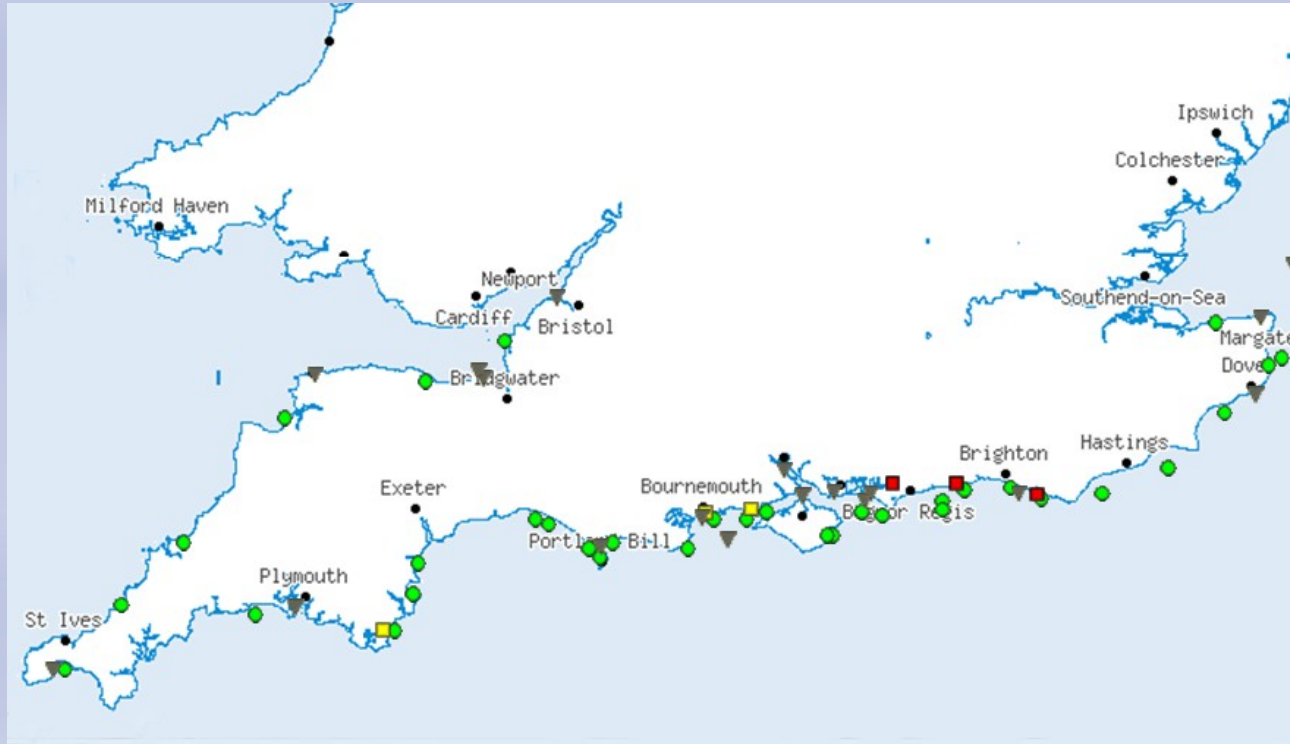 Ipswich
Colchester
Milford Haven
Newport
Southend-on-Sea
Cardiff
Bristol
Margate
Bridgwater
Dove
Hastings
Brighton
Exeter
Bournemouth
Bognor Regis
Portland Bill
Plymouth
St Ives